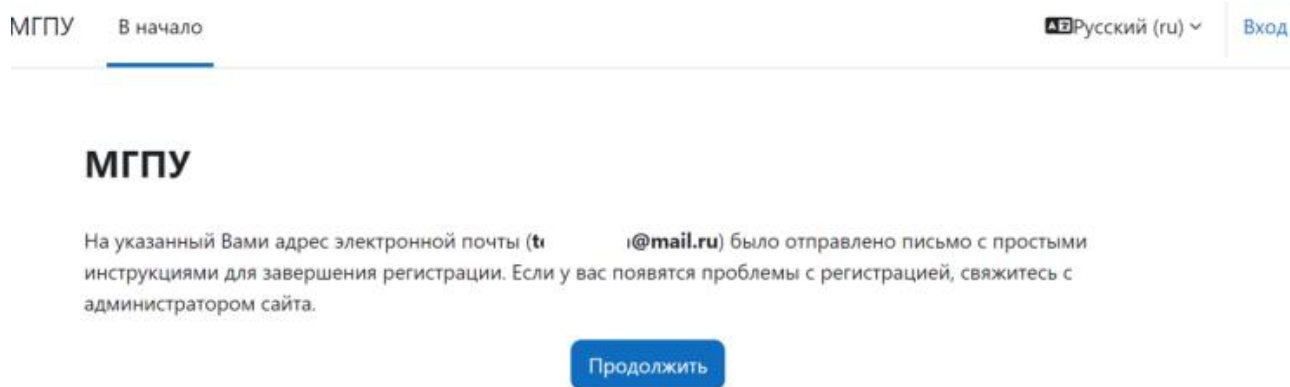 МГПУ В начало Русский (ru) Вход
МГПУ
На указанный Вами адрес электронной почты (@mail.ru) было отправлено письмо с простыми
инструкциями для завершения регистрации. Если у вас появятся проблемы с регистрацией, свяжитесь с
администратором сайта.
Продолжить